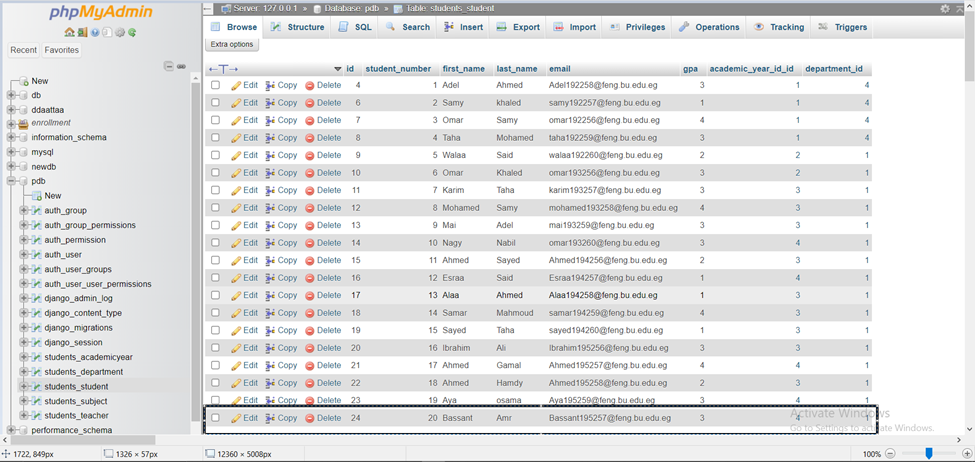 phpMyAdmin
Server: 127.0.0.1 » Database: pdb » Table: students_student
Browse Structure SQL Search Insert Export Import Privileges Operations Tracking Triggers
Recent Favorites
Extra options
New
db
ddaattaa
enrollment
information_schema
mysql
newdb
pdb
New
auth_group
auth_group_permissions
auth_permission
auth_user
auth_user_groups
auth_user_user_permissions
django_admin_log
django_content_type
django_migrations
django_session
students_academicyear
students_department
students_student
students_subject
students_teacher
performance_schema
id student_number first_name last_name email gpa academic_year_id_id department_id
Edit Copy Delete 4 1 Adel Ahmed Adel192258@feng.bu.edu.eg 3 1 4
Edit Copy Delete 6 2 Samy khaled samy192257@feng.bu.edu.eg 1 1 4
Edit Copy Delete 7 3 Omar Samy omar192256@feng.bu.edu.eg 4 1 4
Edit Copy Delete 8 4 Taha Mohamed taha192259@feng.bu.edu.eg 3 1 4
Edit Copy Delete 9 5 Walaa Said walaa192260@feng.bu.edu.eg 2 2 1
Edit Copy Delete 10 6 Omar Khaled omar193256@feng.bu.edu.eg 3 2 1
Edit Copy Delete 11 7 Karim Taha karim193257@feng.bu.edu.eg 3 3 1
Edit Copy Delete 12 8 Mohamed Samy mohamed193258@feng.bu.edu.eg 4 3 1
Edit Copy Delete 13 9 Mai Adel mai193259@feng.bu.edu.eg 3 3 1
Edit Copy Delete 14 10 Nagy Nabil omar193260@feng.bu.edu.eg 3 4 1
Edit Copy Delete 15 11 Ahmed Sayed Ahmed194256@feng.bu.edu.eg 2 3 1
Edit Copy Delete 16 12 Esraa Said Esraa194257@feng.bu.edu.eg 1 4 1
Edit Copy Delete 17 13 Alaa Ahmed Alaa194258@feng.bu.edu.eg 1 3 1
Edit Copy Delete 18 14 Samar Mahmoud samar194259@feng.bu.edu.eg 4 3 1
Edit Copy Delete 19 15 Sayed Taha sayed194260@feng.bu.edu.eg 1 3 1
Edit Copy Delete 20 16 Ibrahim Ali Ibrahim195256@feng.bu.edu.eg 3 3 1
Edit Copy Delete 21 17 Ahmed Gamal Ahmed195257@feng.bu.edu.eg 4 4 1
Edit Copy Delete 22 18 Ahmed Hamdy Ahmed195258@feng.bu.edu.eg 2 3 1
Edit Copy Delete 23 19 Aya osama Aya195259@feng.bu.edu.eg 3 4 1
Edit Copy Delete 24 20 Bassant Amr Bassant195257@feng.bu.edu.eg 3 4 1
Activate Windows
Go to Settings to activate Windows.
1722, 849px 1326 × 57px 12360 × 5008px 100%